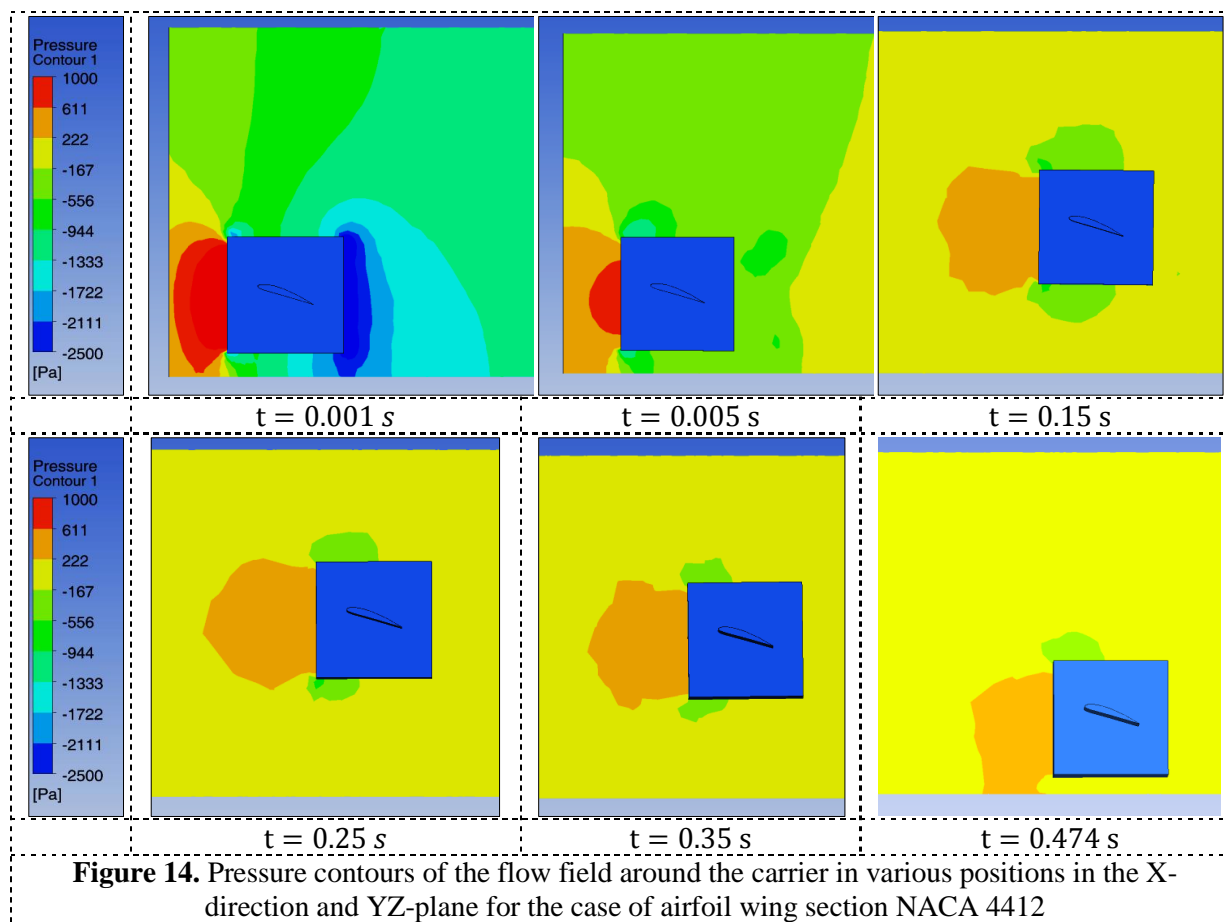 Pressure
Contour 1
1000
611
222
-167
-556
-944
-1333
-1722
-2111
-2500
[Pa]
t = 0.001 s
t = 0.005 s
t = 0.15 s
Pressure
Contour 1
1000
611
222
-167
-556
-944
-1333
-1722
-2111
-2500
[Pa]
t = 0.25 s
t = 0.35 s
t = 0.474 s
Figure 14. Pressure contours of the flow field around the carrier in various positions in the X-
direction and YZ-plane for the case of airfoil wing section NACA 4412